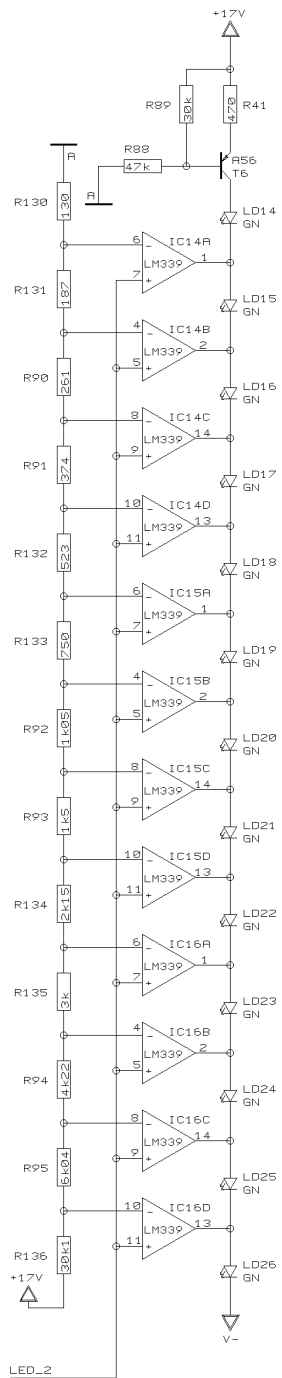 +17V
R89
30k
470
R41
R88
47k
A
A
A56
T6
R130
130
LD14
GN
6
IC14A
LM339
1
7
R131
187
LD15
GN
4
IC14B
LM339
2
5
R90
261
LD16
GN
8
IC14C
LM339
14
9
R91
374
LD17
GN
10
IC14D
LM339
13
11
R132
523
LD18
GN
6
IC15A
LM339
1
7
R133
750
LD19
GN
4
IC15B
LM339
2
5
R92
1k05
LD20
GN
8
IC15C
LM339
14
9
R93
1k5
LD21
GN
10
IC15D
LM339
13
11
R134
2k15
LD22
GN
6
IC16A
LM339
1
7
R135
3k
LD23
GN
4
IC16B
LM339
2
5
R94
4k22
LD24
GN
8
IC16C
LM339
14
9
R95
6k04
LD25
GN
10
IC16D
LM339
13
11
R136
30k1
+17V
LD26
GN
V-
LED_2